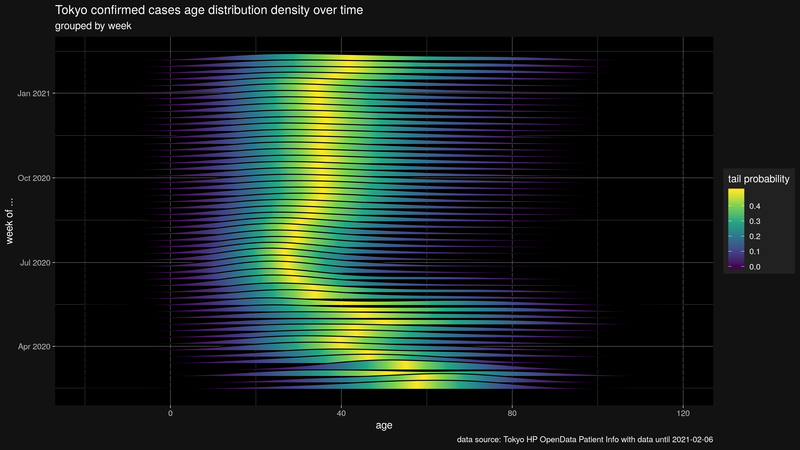 Tokyo confirmed cases age distribution density over time
grouped by week
Jan 2021
Oct 2020
Jul 2020
Apr 2020
week of ...
0
40
80
120
age
tail probability
0.4
0.3
0.2
0.1
0.0
data source: Tokyo HP OpenData Patient Info with data until 2021-02-06